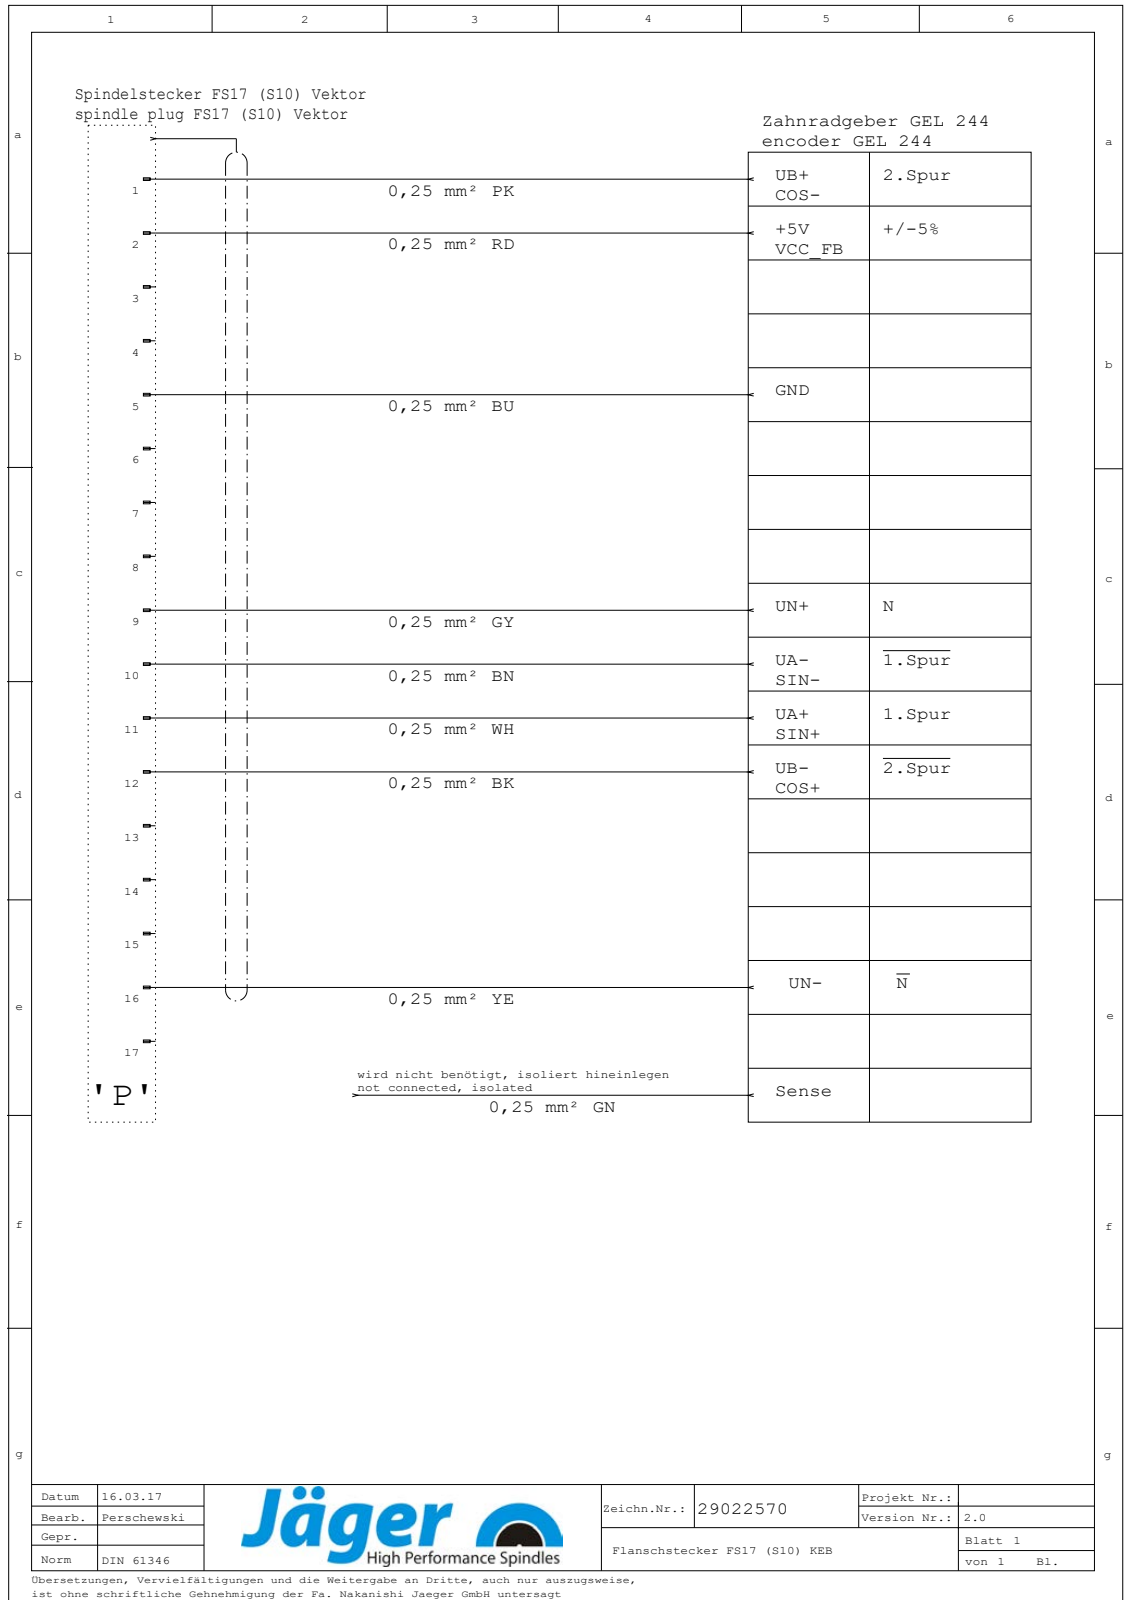 1 2 3 4 5 6
Spindelstecker FS17 (S10) Vektor
spindle plug FS17 (S10) Vektor
Zahnradgeber GEL 244
encoder GEL 244
a a
1 0,25 mm² PK UB+ 2.Spur
COS-
2 0,25 mm² RD +5V +/-5%
VCC_FB
3
4
b b
5 0,25 mm² BU GND
6
7
8
c c
9 0,25 mm² GY UN+ N
10 0,25 mm² BN UA- 1.Spur
SIN-
11 0,25 mm² WH UA+ 1.Spur
SIN+
12 0,25 mm² BK UB- 2.Spur
COS+
d d
13
14
15
16 0,25 mm² YE UN- N
e e
17
'P'
wird nicht benötigt, isoliert hineinlegen
not connected, isolated
0,25 mm² GN Sense
f f
g g
Datum 16.03.17
Bearb. Perschewski
Gepr.
Norm DIN 61346
Jäger
High Performance Spindles
Zeichn.Nr.: 29022570
Projekt Nr.:
Version Nr.: 2.0
Flanschstecker FS17 (S10) KEB
Blatt 1
von 1 Bl.
Übersetzungen, Vervielfältigungen und die Weitergabe an Dritte, auch nur auszugsweise,
ist ohne schriftliche Gehnehmigung der Fa. Nakanishi Jaeger GmbH untersagt